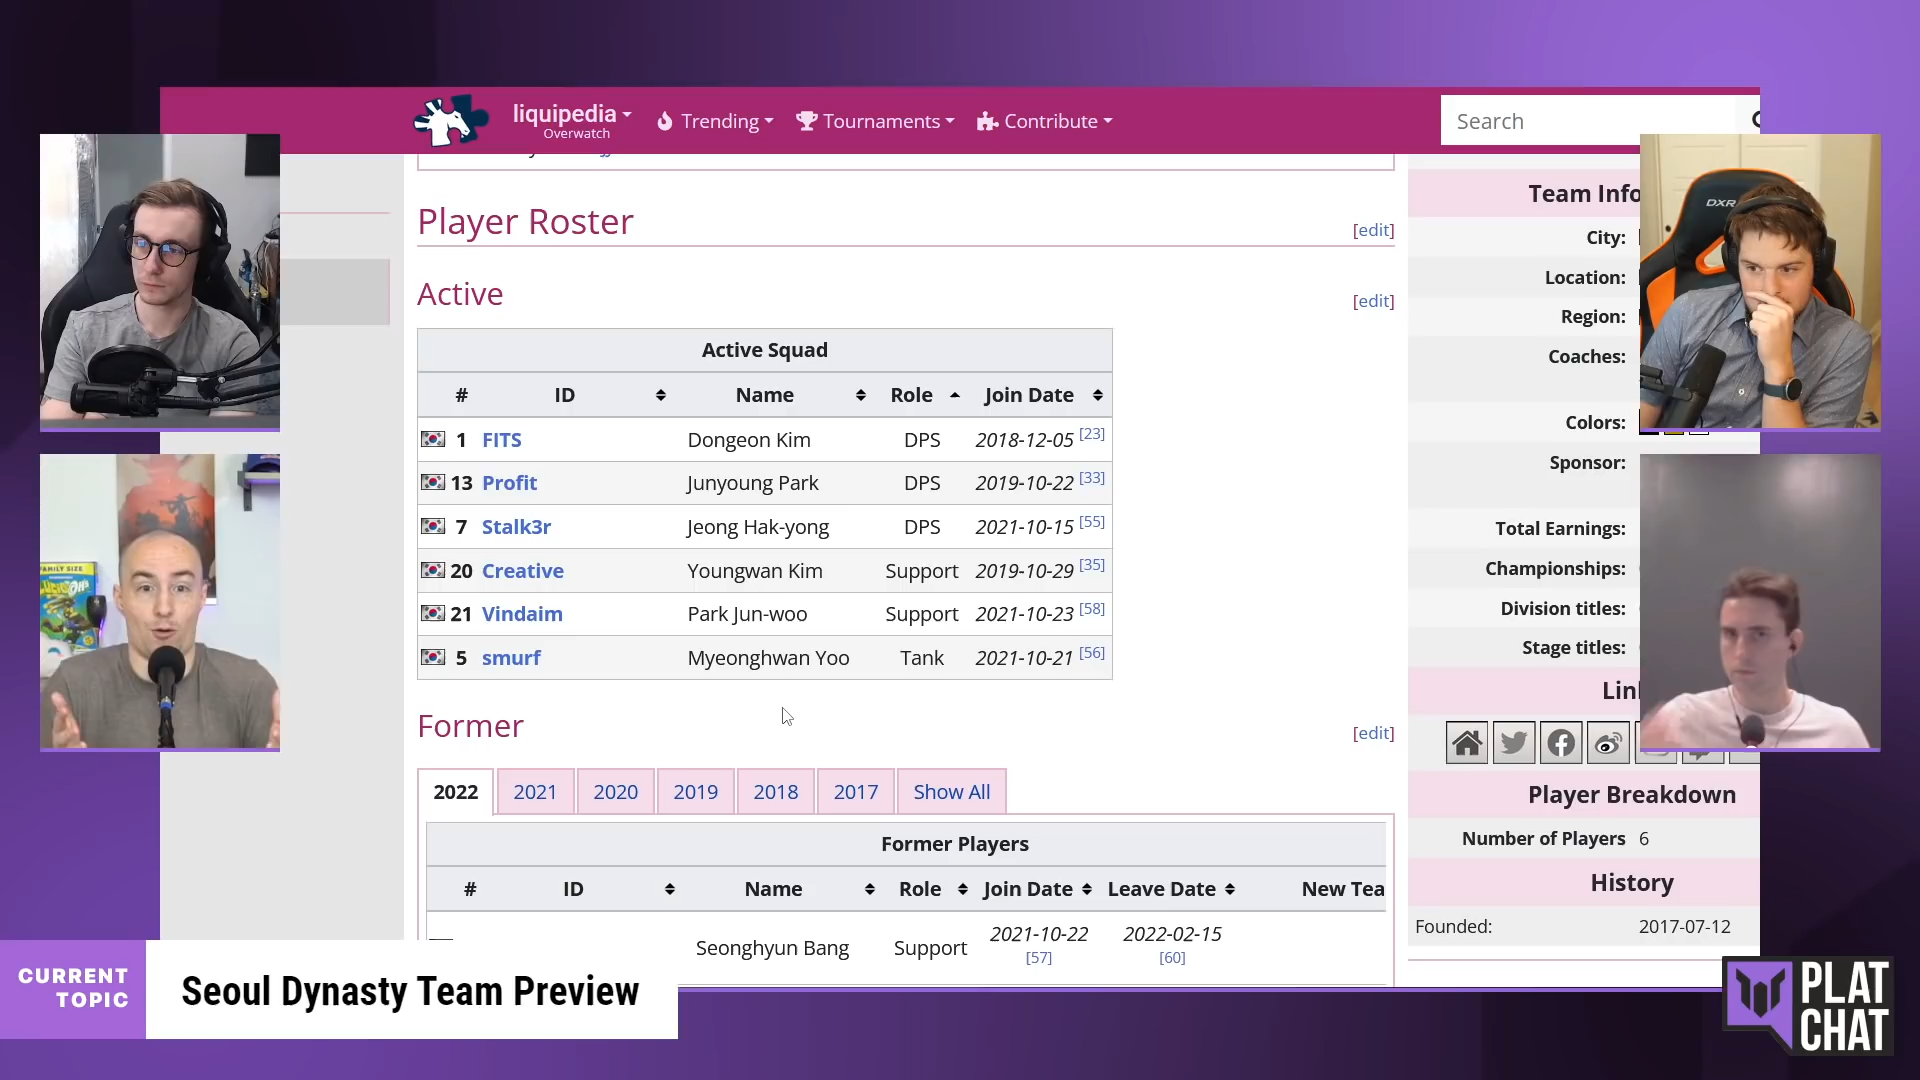 liquipedia
Overwatch
Trending
Tournaments
Contribute
Search
Player Roster
[edit]
Active
[edit]
Active Squad
# ID Name Role Join Date
1 FITS Dongeon Kim DPS 2018-12-05 [23]
13 Profit Junyoung Park DPS 2019-10-22 [33]
7 Stalk3r Jeong Hak-yong DPS 2021-10-15 [55]
20 Creative Youngwan Kim Support 2019-10-29 [35]
21 Vindaim Park Jun-woo Support 2021-10-23 [58]
5 smurf Myeonghwan Yoo Tank 2021-10-21 [56]
Former
[edit]
2022 2021 2020 2019 2018 2017 Show All
Former Players
# ID Name Role Join Date Leave Date New Tea
Seonghyun Bang Support 2021-10-22 [57] 2022-02-15 [60]
Team Info
City:
Location:
Region:
Coaches:
Colors:
Sponsor:
Total Earnings:
Championships:
Division titles:
Stage titles:
Lin
Player Breakdown
Number of Players 6
History
Founded: 2017-07-12
DXR
FAMILY SIZE
CURRENT
TOPIC
Seoul Dynasty Team Preview
PLAT
CHAT